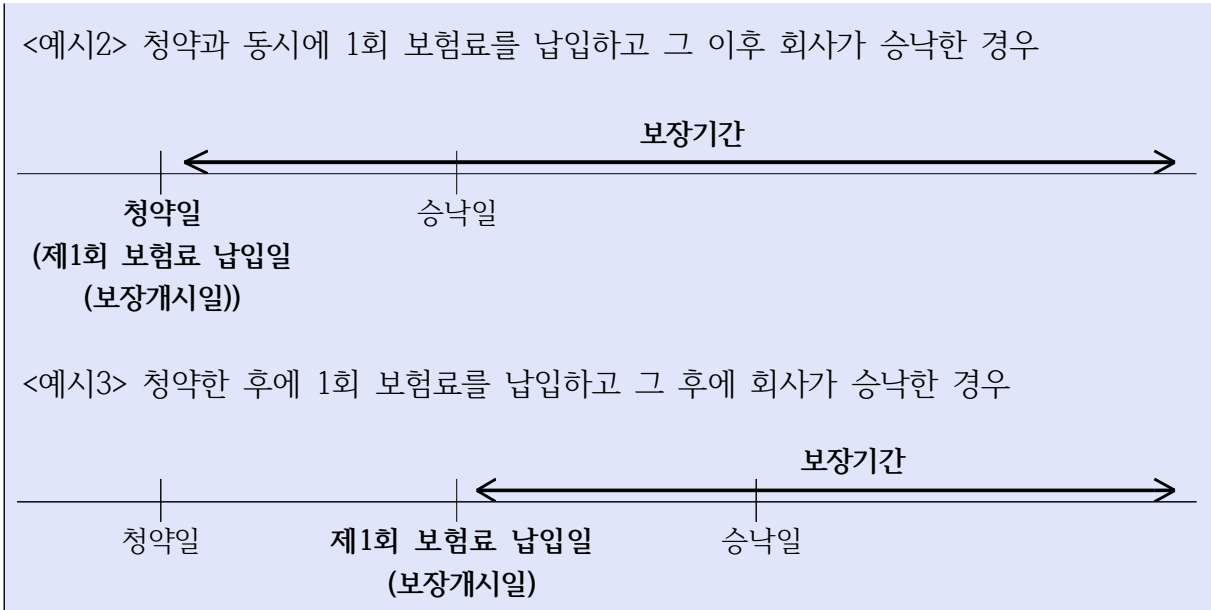 <예시2> 청약과 동시에 1회 보험료를 납입하고 그 이후 회사가 승낙한 경우
보장기간
청약일 승낙일
(제1회 보험료 납입일
(보장개시일))
<예시3> 청약한 후에 1회 보험료를 납입하고 그 후에 회사가 승낙한 경우
보장기간
청약일 제1회 보험료 납입일 승낙일
(보장개시일)